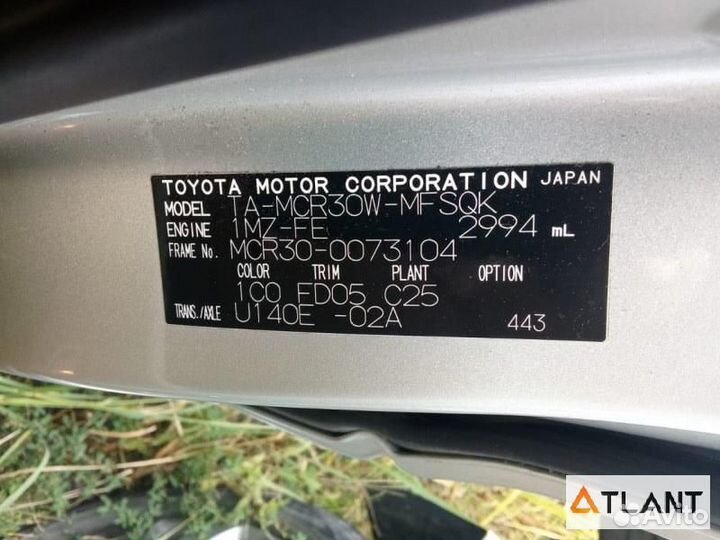 TOYOTA MOTOR CORPORATION JAPAN
MODEL TA-MCR30W-MFSQK
ENGINE 1MZ-FE 2994 mL
FRAME No. MCR30-0073104
COLOR TRIM PLANT OPTION
1C0 FD05 C25
TRANS./AXLE U140E -02A 443
ATLANT
Avito